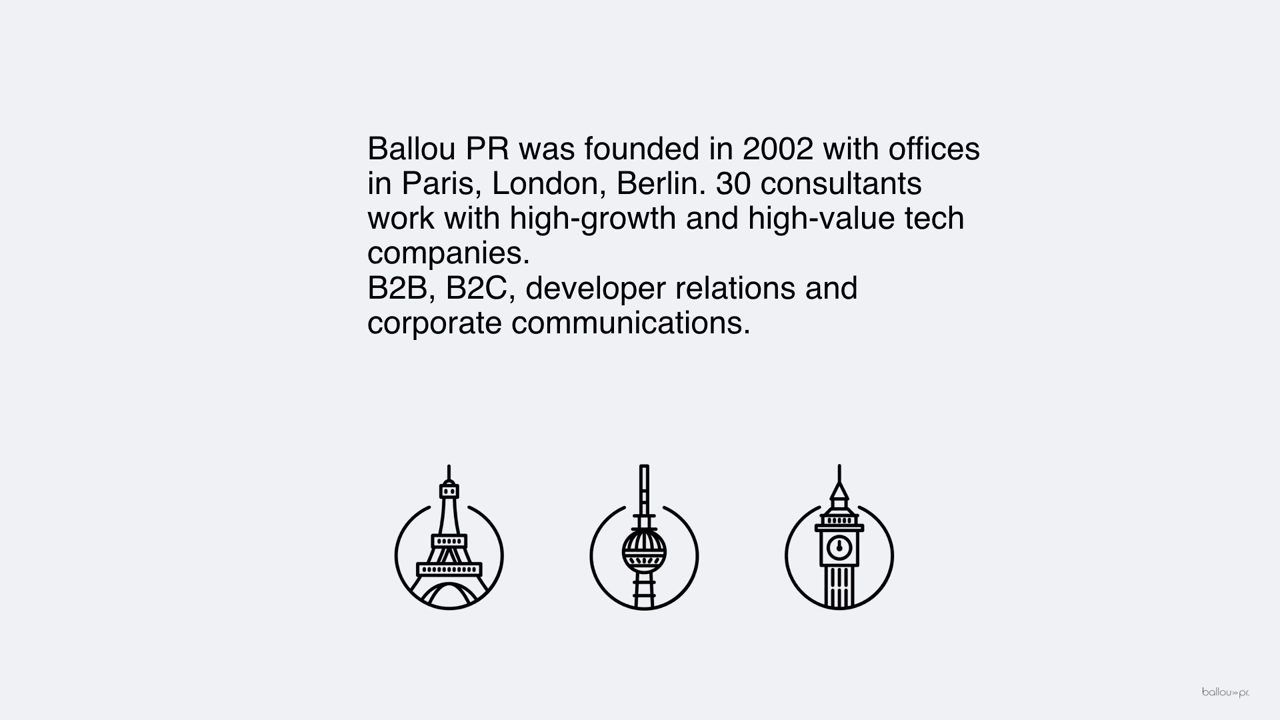 Ballou PR was founded in 2002 with offices
in Paris, London, Berlin. 30 consultants
work with high-growth and high-value tech
companies.
B2B, B2C, developer relations and
corporate communications.
ballou»pr.